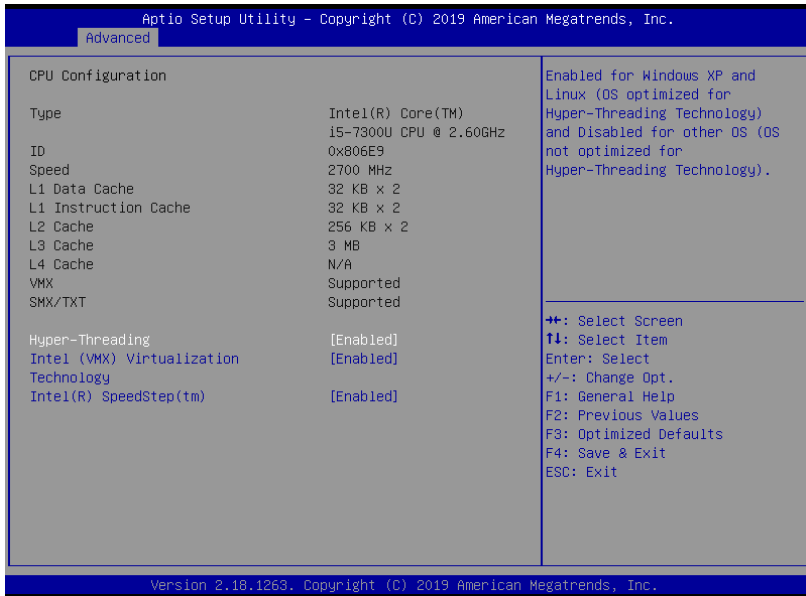 Aptio Setup Utility – Copyright (C) 2019 American Megatrends, Inc.
Advanced
CPU Configuration
Type Intel(R) Core(TM)
i5-7300U CPU @ 2.60GHz
ID 0x806E9
Speed 2700 MHz
L1 Data Cache 32 KB x 2
L1 Instruction Cache 32 KB x 2
L2 Cache 256 KB x 2
L3 Cache 3 MB
L4 Cache N/A
VMX Supported
SMX/TXT Supported
Hyper-Threading [Enabled]
Intel (VMX) Virtualization [Enabled]
Technology
Intel(R) SpeedStep(tm) [Enabled]
Enabled for Windows XP and
Linux (OS optimized for
Hyper-Threading Technology)
and Disabled for other OS (OS
not optimized for
Hyper-Threading Technology).
→←: Select Screen
↑↓: Select Item
Enter: Select
+/-: Change Opt.
F1: General Help
F2: Previous Values
F3: Optimized Defaults
F4: Save & Exit
ESC: Exit
Version 2.18.1263. Copyright (C) 2019 American Megatrends, Inc.